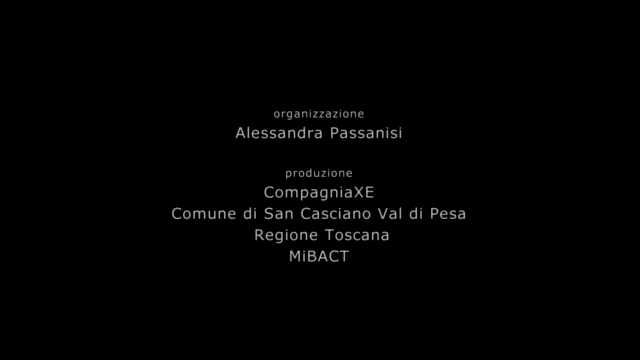 organizzazione
Alessandra Passanisi
produzione
CompagniaXE
Comune di San Casciano Val di Pesa
Regione Toscana
MiBACT